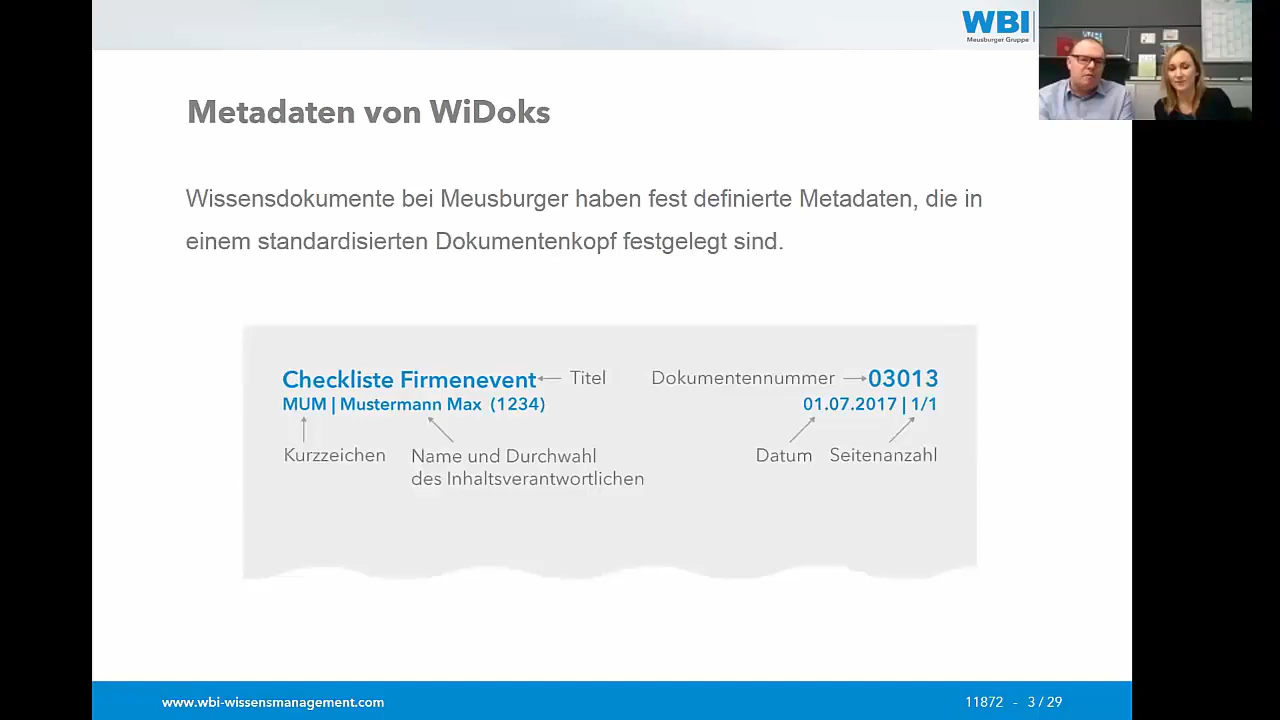 WBI
Meusburger Gruppe
Metadaten von WiDoks
Wissensdokumente bei Meusburger haben fest definierte Metadaten, die in
einem standardisierten Dokumentenkopf festgelegt sind.
Checkliste Firmenevent Titel Dokumentennummer 03013
MUM | Mustermann Max (1234) 01.07.2017 | 1/1
Kurzzeichen Name und Durchwahl Datum Seitenanzahl
des Inhaltsverantwortlichen
www.wbi-wissensmanagement.com 11872 - 3 / 29